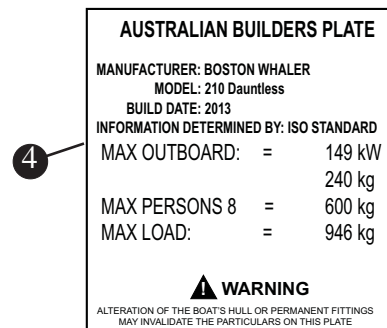 AUSTRALIAN BUILDERS PLATE
MANUFACTURER: BOSTON WHALER
MODEL: 210 Dauntless
BUILD DATE: 2013
INFORMATION DETERMINED BY: ISO STANDARD
4
MAX OUTBOARD: = 149 kW
240 kg
MAX PERSONS 8 = 600 kg
MAX LOAD: = 946 kg
! WARNING
ALTERATION OF THE BOAT'S HULL OR PERMANENT FITTINGS
MAY INVALIDATE THE PARTICULARS ON THIS PLATE